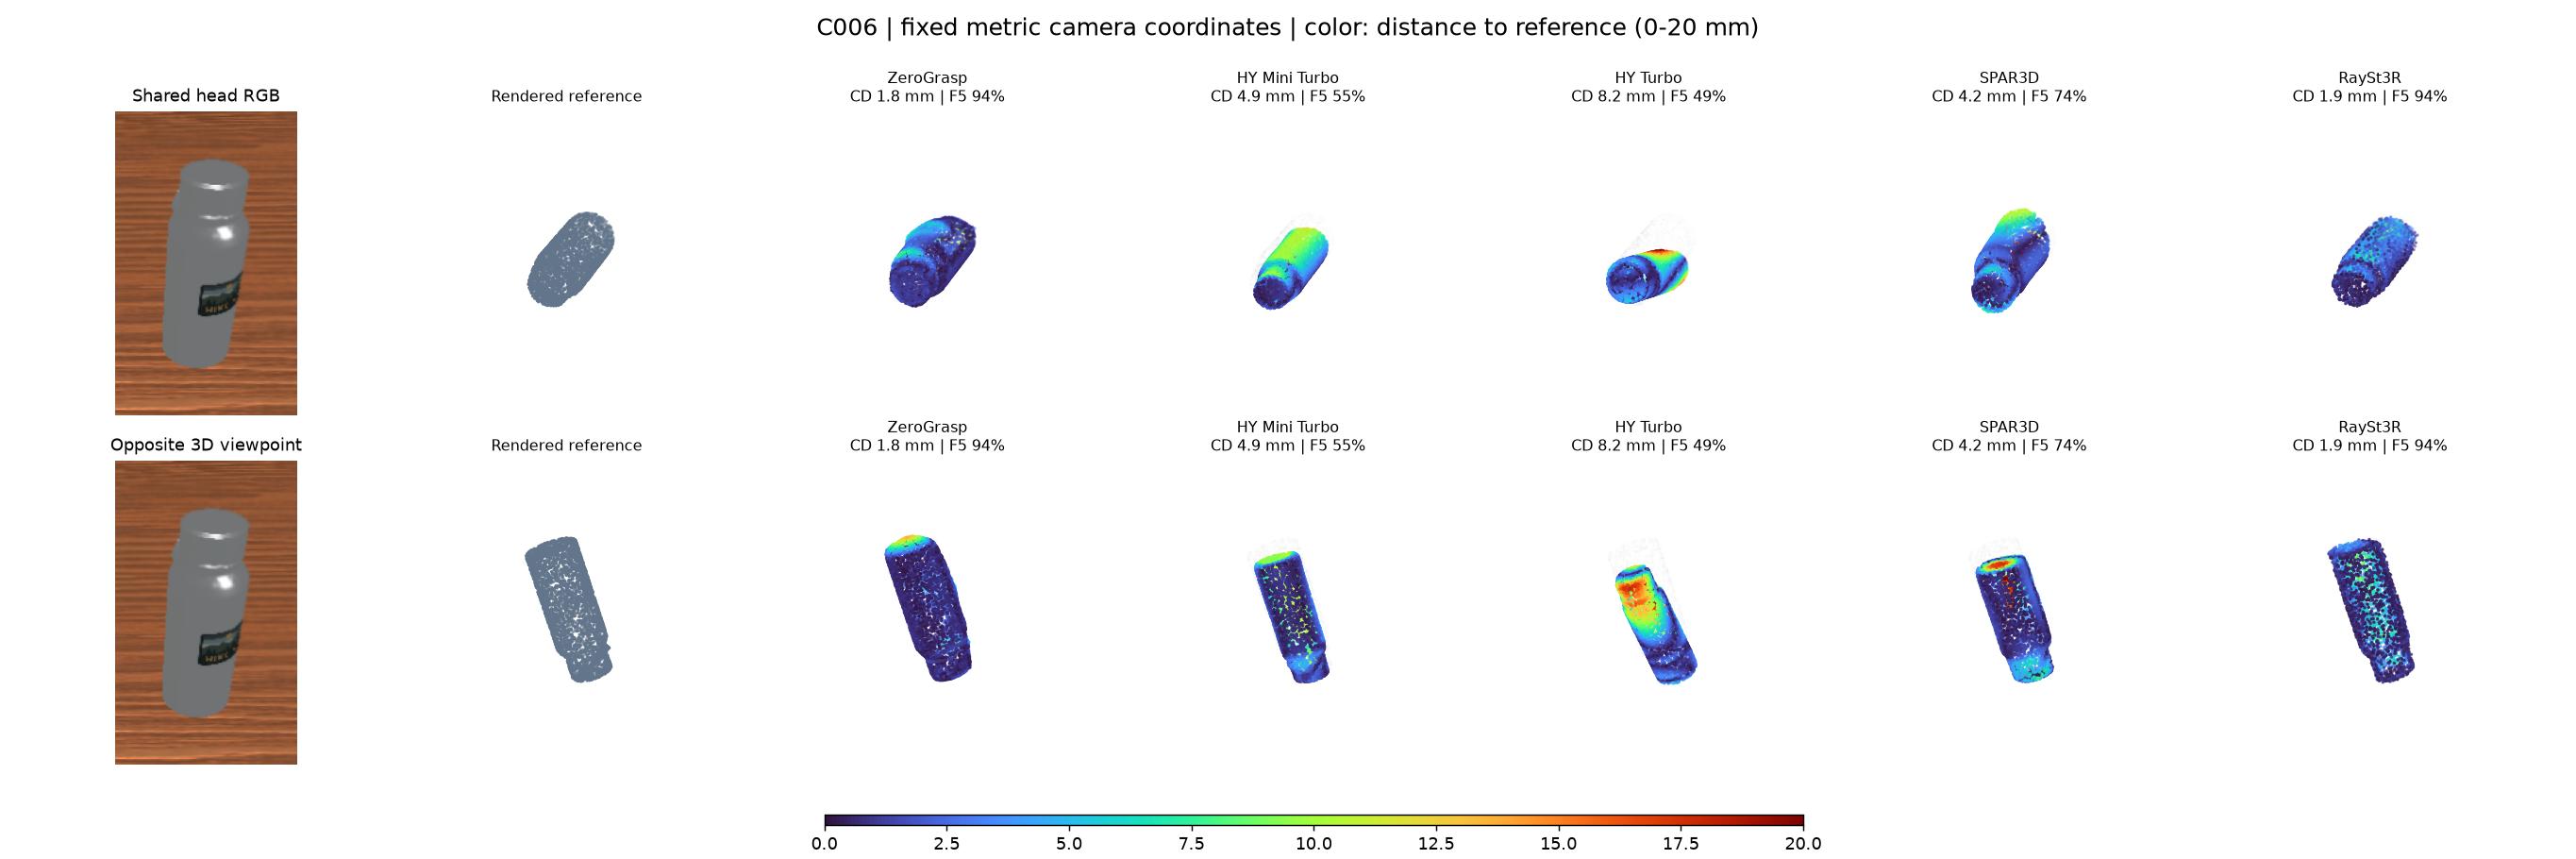 C006 | fixed metric camera coordinates | color: distance to reference (0-20 mm)
Shared head RGB
Rendered reference
ZeroGrasp
CD 1.8 mm | F5 94%
HY Mini Turbo
CD 4.9 mm | F5 55%
HY Turbo
CD 8.2 mm | F5 49%
SPAR3D
CD 4.2 mm | F5 74%
RaySt3R
CD 1.9 mm | F5 94%
Opposite 3D viewpoint
Rendered reference
ZeroGrasp
CD 1.8 mm | F5 94%
HY Mini Turbo
CD 4.9 mm | F5 55%
HY Turbo
CD 8.2 mm | F5 49%
SPAR3D
CD 4.2 mm | F5 74%
RaySt3R
CD 1.9 mm | F5 94%
0.0 2.5 5.0 7.5 10.0 12.5 15.0 17.5 20.0